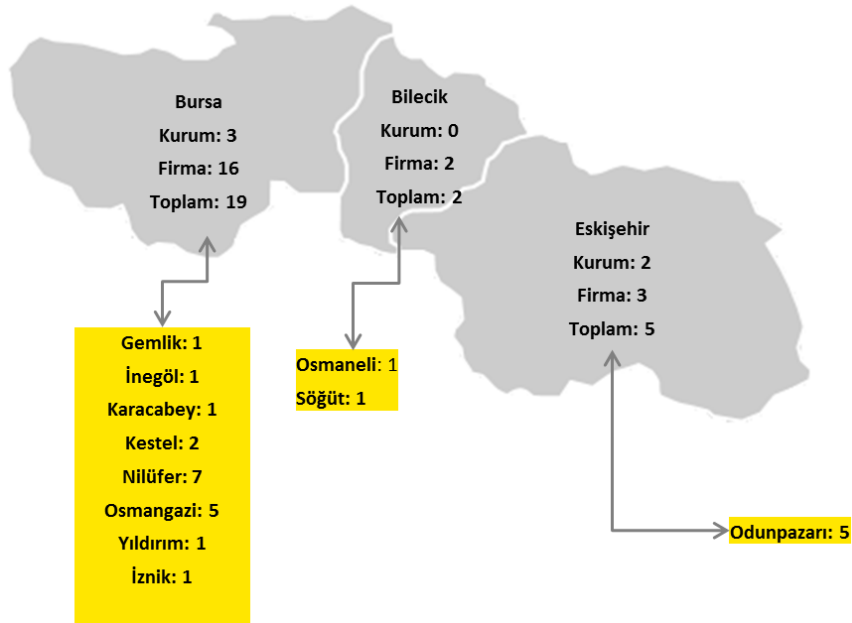 Bursa
Kurum: 3
Firma: 16
Toplam: 19
Bilecik
Kurum: 0
Firma: 2
Toplam: 2
Eskişehir
Kurum: 2
Firma: 3
Toplam: 5
Gemlik: 1
İnegöl: 1
Karacabey: 1
Kestel: 2
Nilüfer: 7
Osmangazi: 5
Yıldırım: 1
İznik: 1
Osmaneli: 1
Söğüt: 1
Odunpazarı: 5